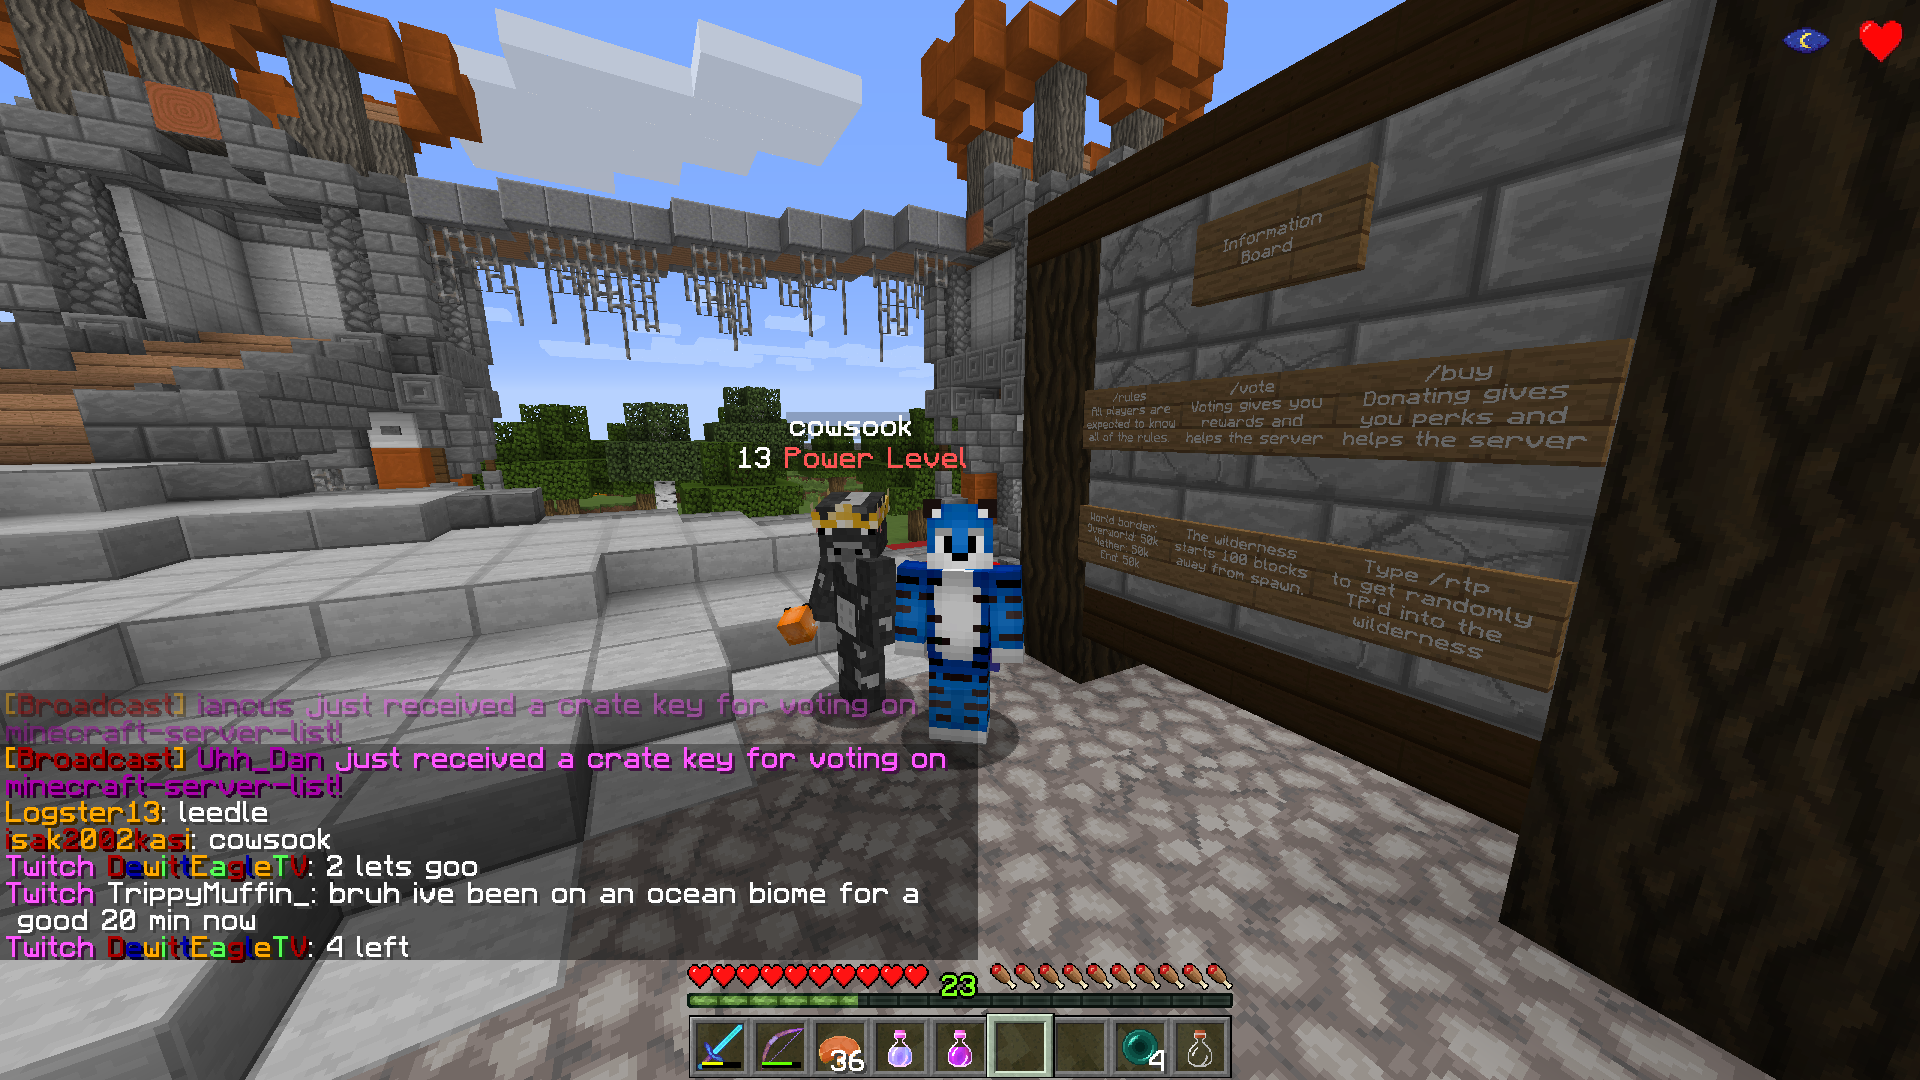 Information
Board
/rules
All players are
expected to know
all of the rules.
/vote
Voting gives you
rewards and
helps the server
/buy
Donating gives
you perks and
helps the server
cowsook
13 Power Level
World border:
Overworld: 50k
Nether: 50k
End: 50k
The wilderness
starts 100 blocks
away from spawn.
Type /rtp
to get randomly
TP'd into the
wilderness
[Broadcast] iancus just received a crate key for voting on
minecraft-server-list!
[Broadcast] Uhh_Dan just received a crate key for voting on
minecraft-server-list!
Logster13: leedle
isak2002kasi: cowsook
Twitch DewittEagleTV: 2 lets goo
Twitch TrippyMuffin_: bruh ive been on an ocean biome for a
good 20 min now
Twitch DewittEagleTV: 4 left
23
36
4